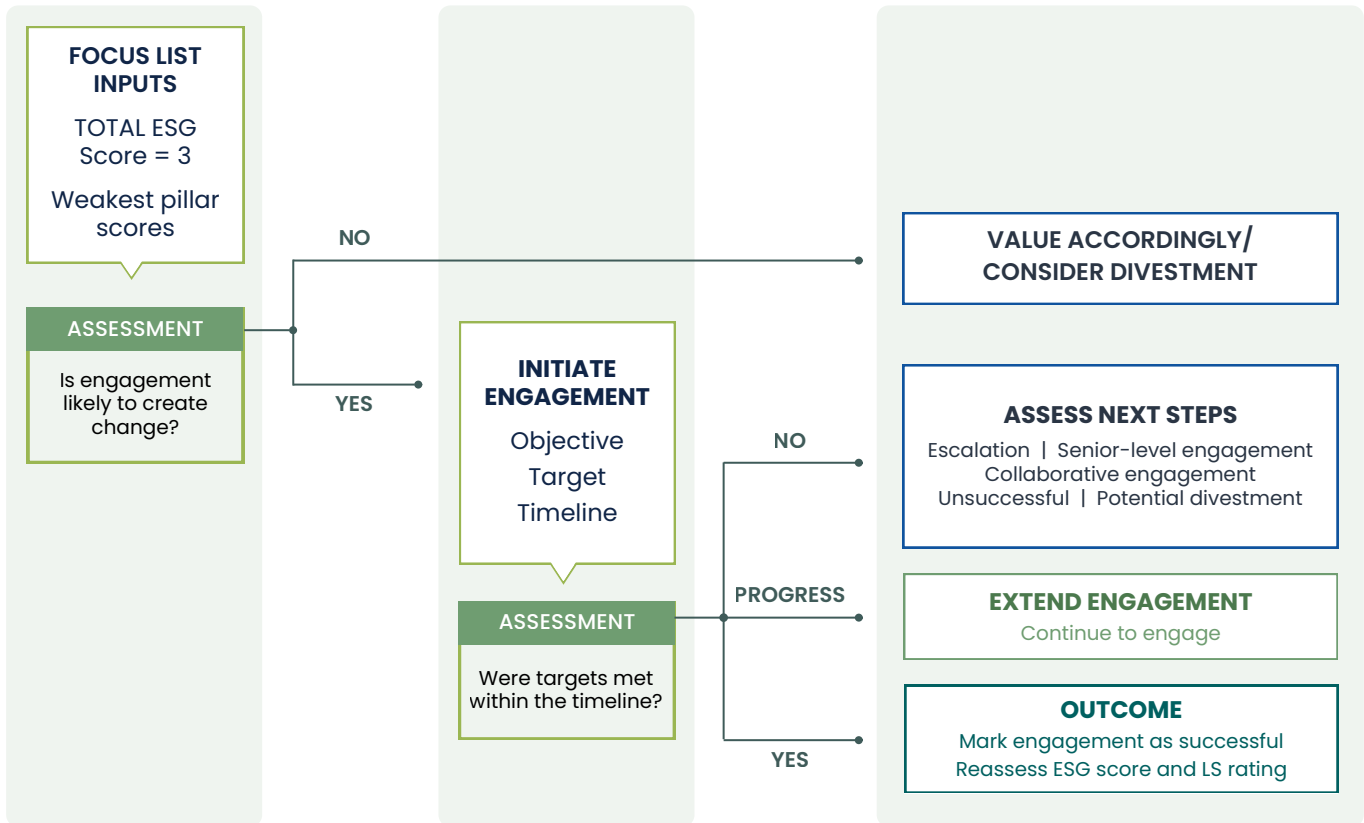 FOCUS LIST
INPUTS
TOTAL ESG
Score = 3
Weakest pillar
scores
ASSESSMENT
Is engagement
likely to create
change?
NO
YES
INITIATE
ENGAGEMENT
Objective
Target
Timeline
ASSESSMENT
Were targets met
within the timeline?
NO
PROGRESS
YES
VALUE ACCORDINGLY/
CONSIDER DIVESTMENT
ASSESS NEXT STEPS
Escalation | Senior-level engagement
Collaborative engagement
Unsuccessful | Potential divestment
EXTEND ENGAGEMENT
Continue to engage
OUTCOME
Mark engagement as successful
Reassess ESG score and LS rating